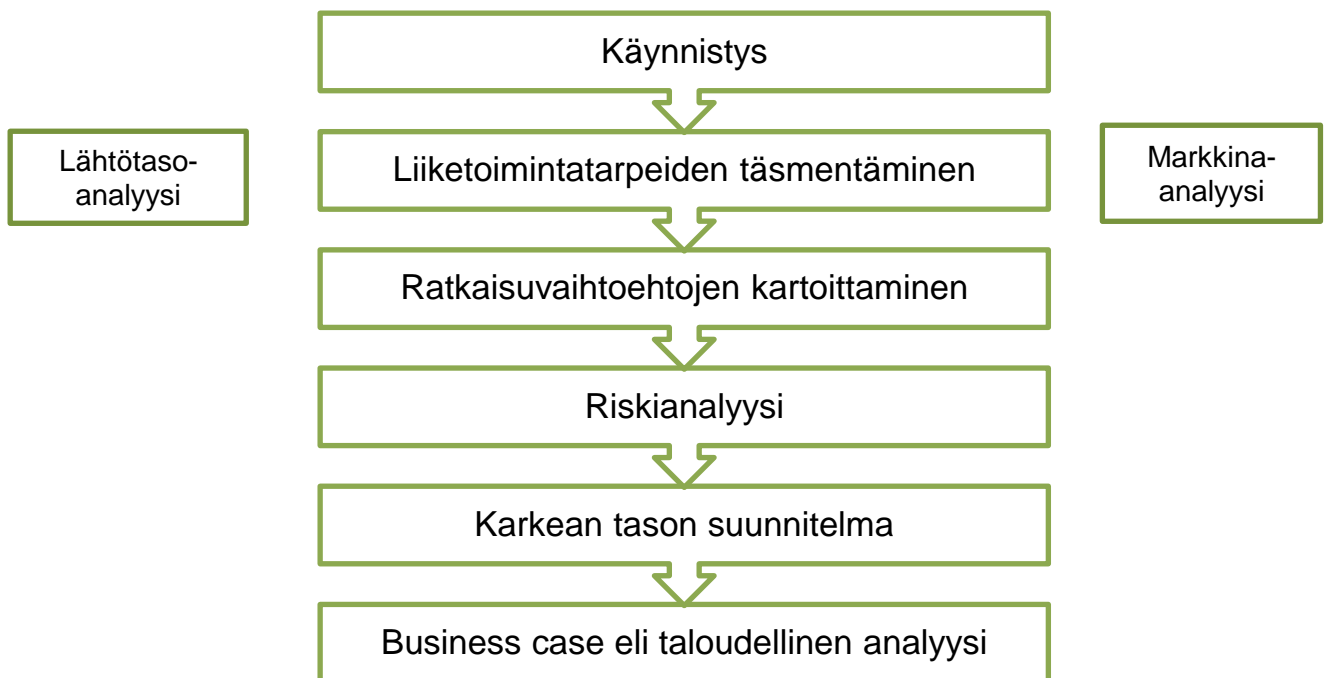 Käynnistys
Lähtötaso-
analyysi
Liiketoimintatarpeiden täsmentäminen
Markkina-
analyysi
Ratkaisuvaihtoehtojen kartoittaminen
Riskianalyysi
Karkean tason suunnitelma
Business case eli taloudellinen analyysi